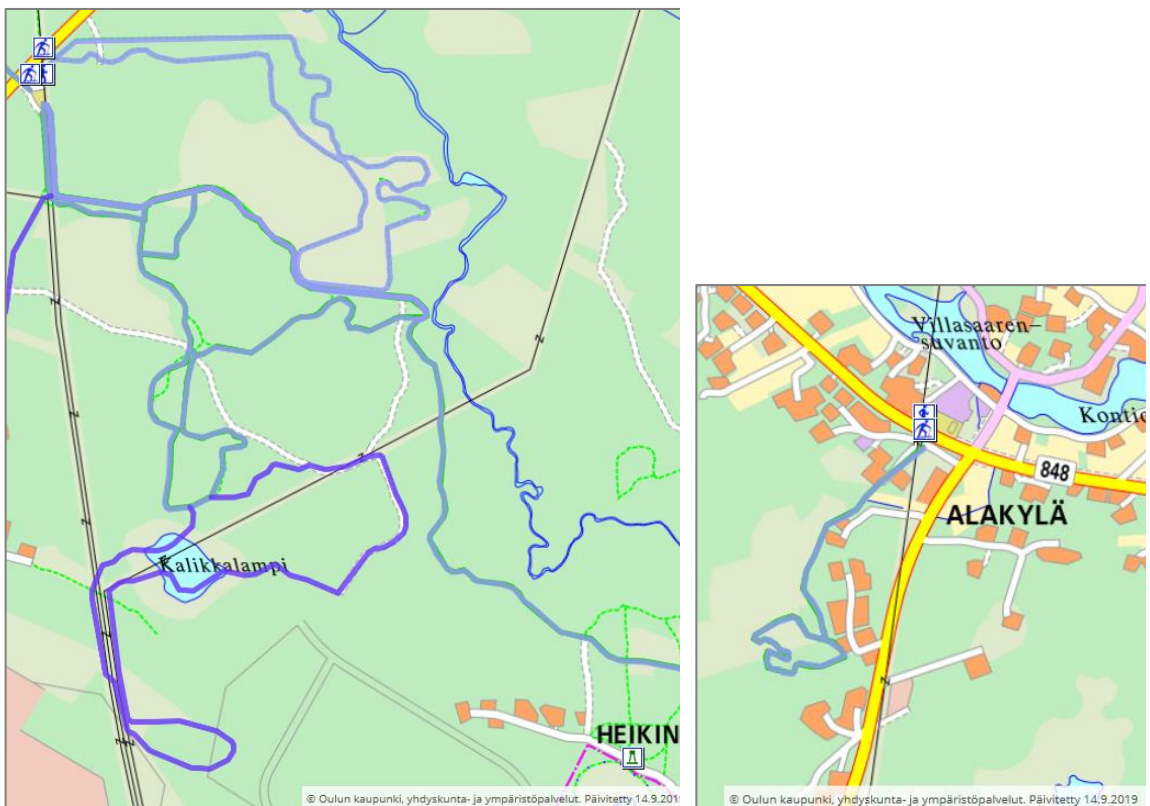 Kalikkalampi
HEIKIN
© Oulun kaupunki, yhdyskunta- ja ympäristöpalvelut. Päivitetty 14.9.201
Villasaaren-
suvanto
Kontio
848
ALAKYLÄ
© Oulun kaupunki, yhdyskunta- ja ympäristöpalvelut. Päivitetty 14.9.2019